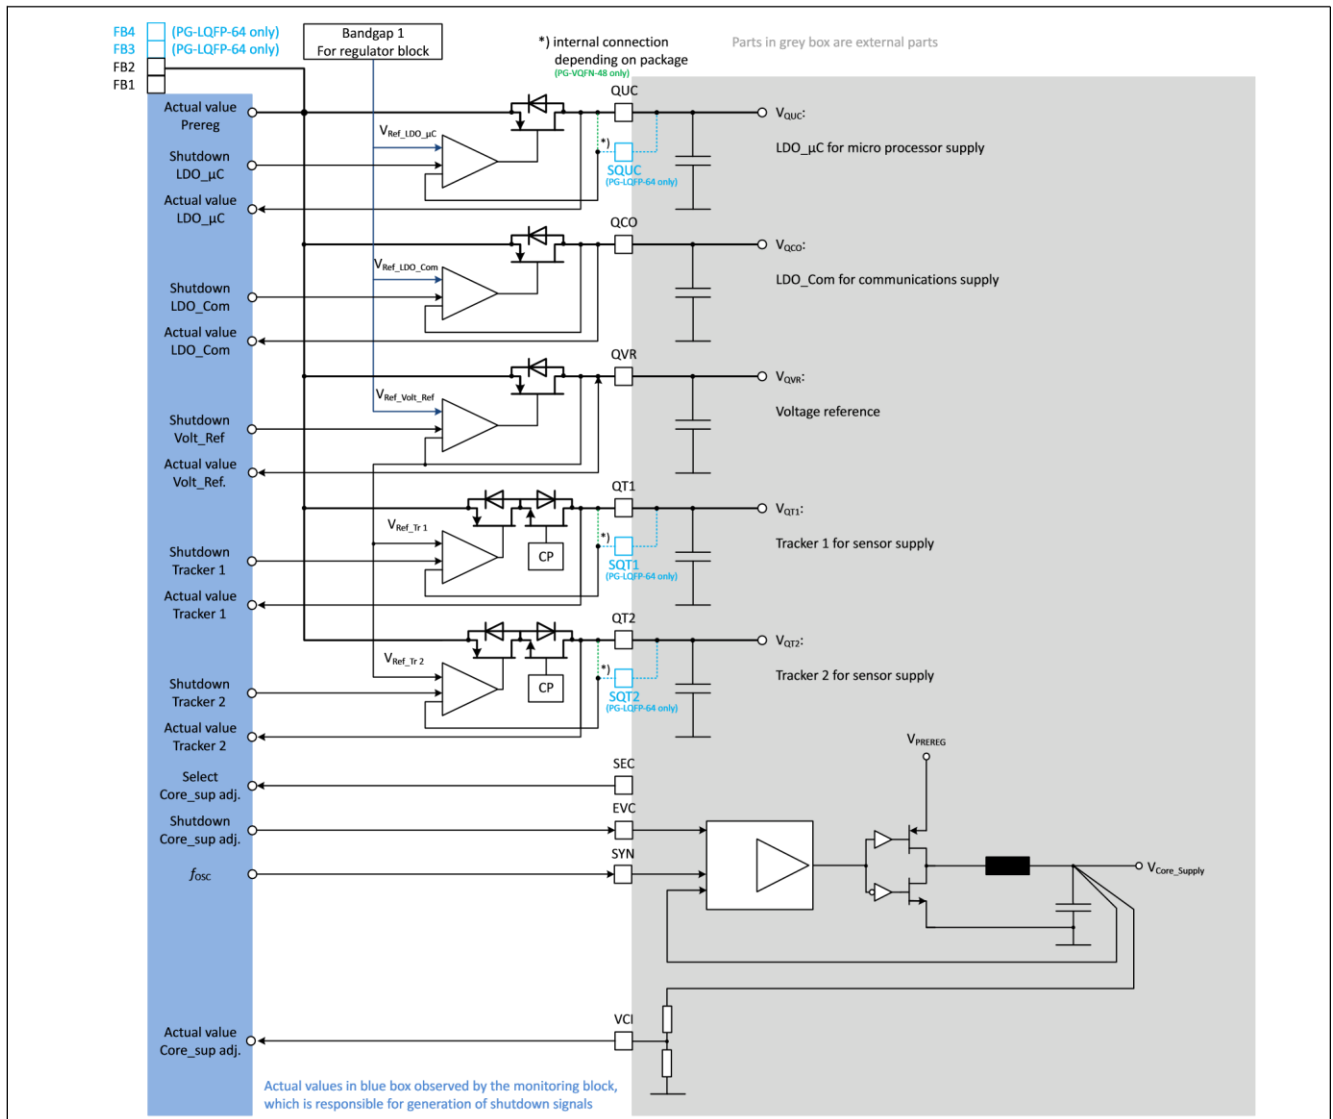 FB4 (PG-LQFP-64 only)
FB3 (PG-LQFP-64 only)
FB2
FB1
Bandgap 1
For regulator block
*) internal connection
depending on package
(PG-VQFN-48 only)
Parts in grey box are external parts
Actual value
Prereg
Shutdown
LDO_µC
Actual value
LDO_µC
VRef_LDO_µC
QUC
*)
SQUC
(PG-LQFP-64 only)
VQUC:
LDO_µC for micro processor supply
Shutdown
LDO_Com
Actual value
LDO_Com
VRef_LDO_Com
QCO
VQCO:
LDO_Com for communications supply
Shutdown
Volt_Ref
Actual value
Volt_Ref.
VRef_Volt_Ref
QVR
VQVR:
Voltage reference
Shutdown
Tracker 1
Actual value
Tracker 1
VRef_Tr 1
CP
QT1
*)
SQT1
(PG-LQFP-64 only)
VQT1:
Tracker 1 for sensor supply
Shutdown
Tracker 2
Actual value
Tracker 2
VRef_Tr 2
CP
QT2
*)
SQT2
(PG-LQFP-64 only)
VQT2:
Tracker 2 for sensor supply
Select
Core_sup adj.
SEC
Shutdown
Core_sup adj.
EVC
fOSC
SYN
VPREREG
VCore_Supply
Actual value
Core_sup adj.
VCI
Actual values in blue box observed by the monitoring block,
which is responsible for generation of shutdown signals